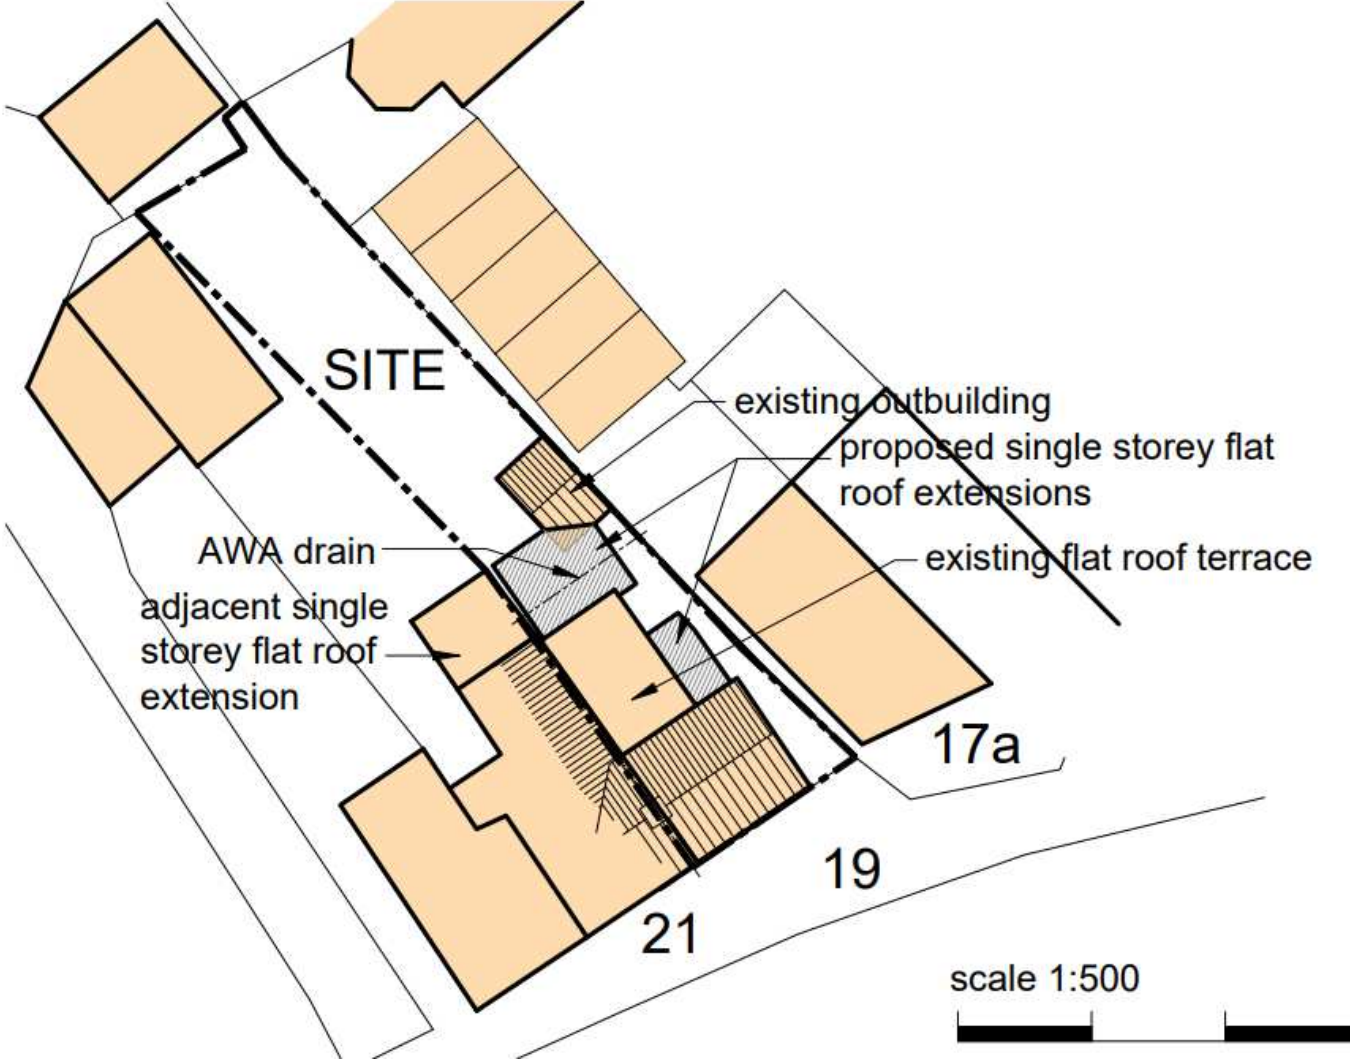 SITE
existing outbuilding
proposed single storey flat
roof extensions
AWA drain
existing flat roof terrace
adjacent single
storey flat roof
extension
17a
19
21
scale 1:500